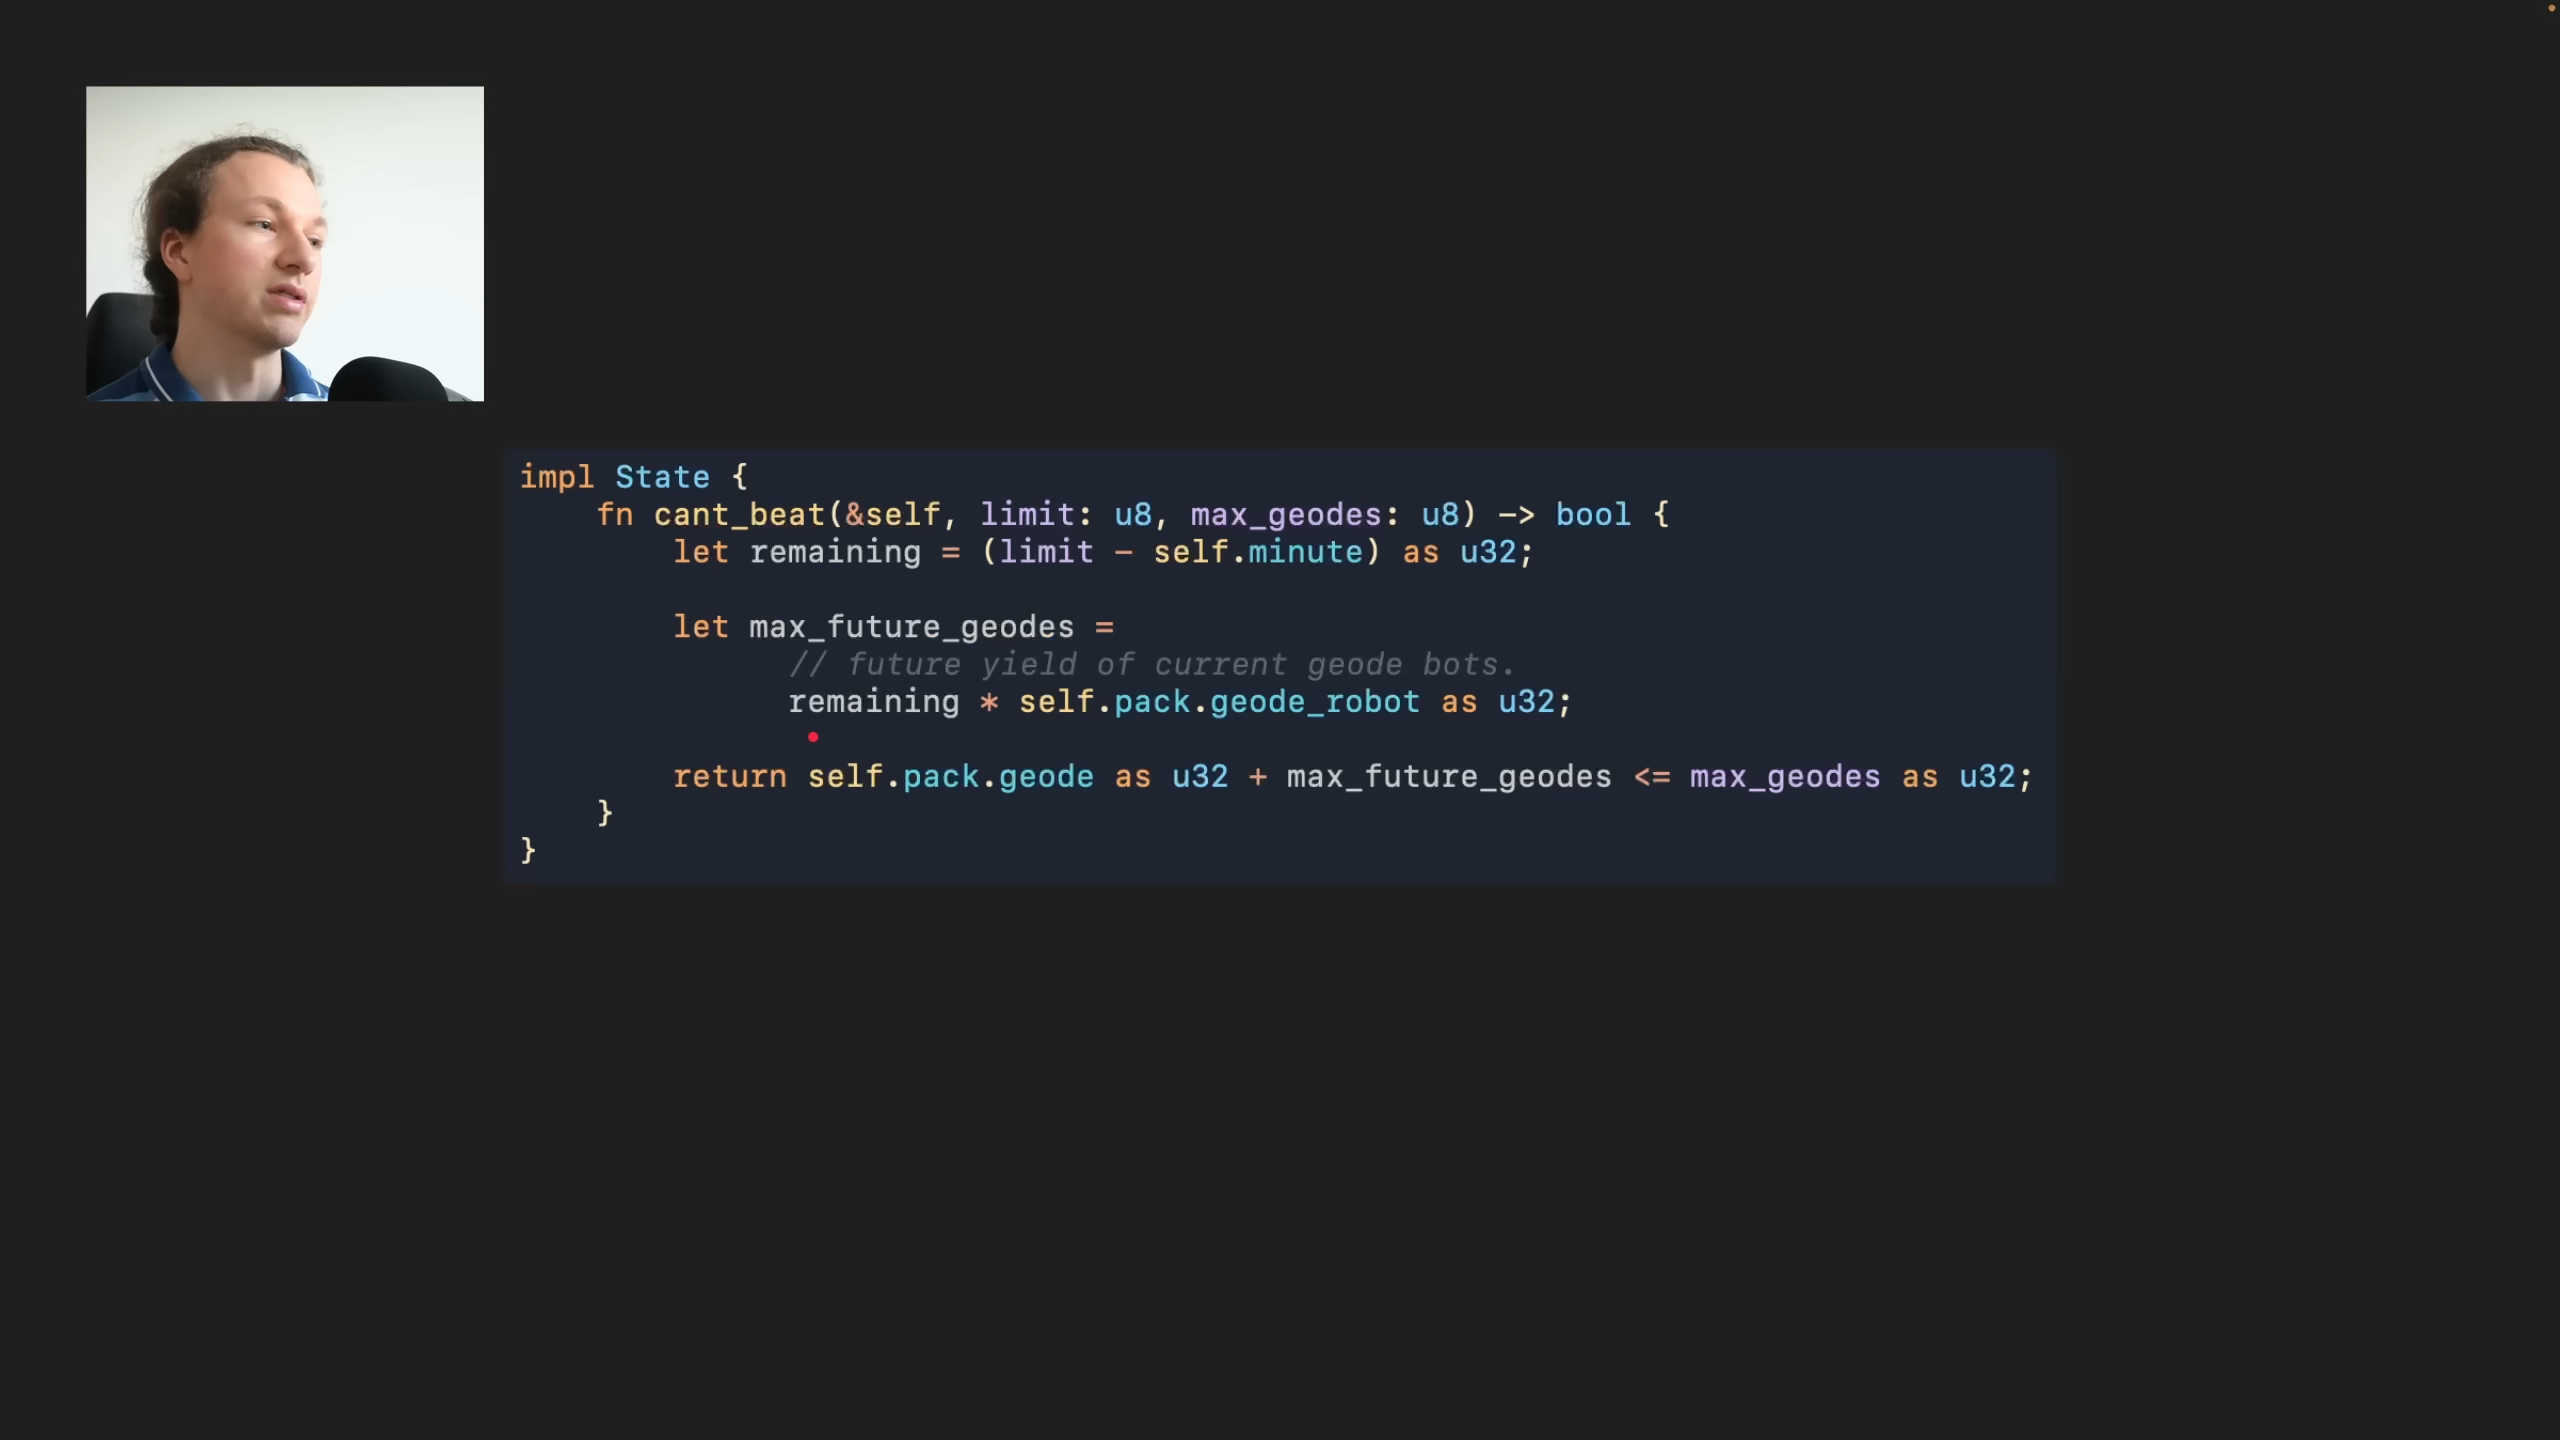 impl State {
    fn cant_beat(&self, limit: u8, max_geodes: u8) -> bool {
        let remaining = (limit - self.minute) as u32;
        let max_future_geodes =
            // future yield of current geode bots.
            remaining * self.pack.geode_robot as u32;
        return self.pack.geode as u32 + max_future_geodes <= max_geodes as u32;
    }
}